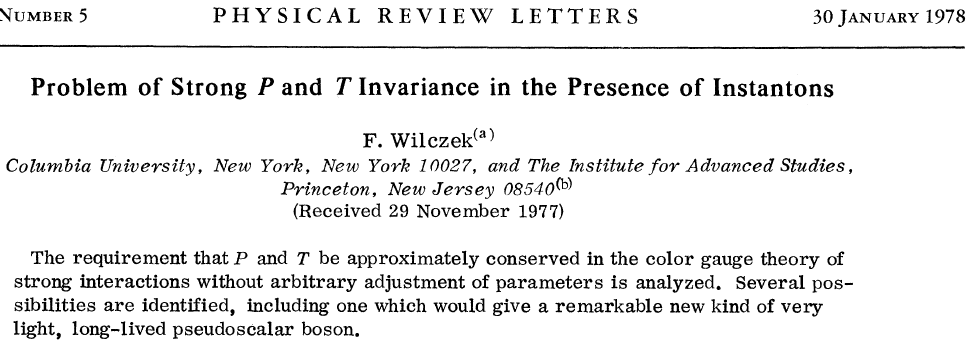 NUMBER 5 PHYSICAL REVIEW LETTERS 30 JANUARY 1978
Problem of Strong P and T Invariance in the Presence of Instantons
F. Wilczek(a)
Columbia University, New York, New York 10027, and The Institute for Advanced Studies,
Princeton, New Jersey 08540(b)
(Received 29 November 1977)
The requirement that P and T be approximately conserved in the color gauge theory of
strong interactions without arbitrary adjustment of parameters is analyzed. Several pos-
sibilities are identified, including one which would give a remarkable new kind of very
light, long-lived pseudoscalar boson.